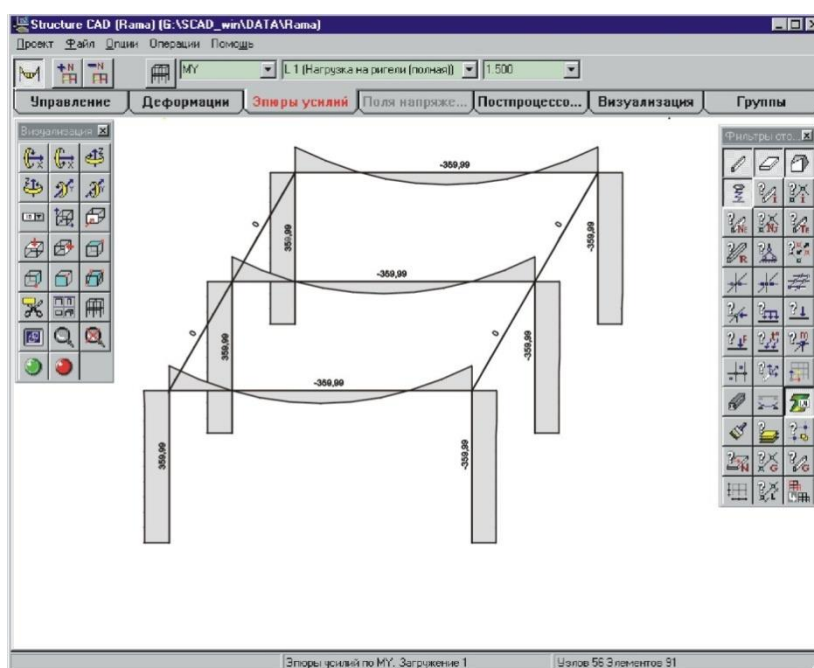 Structure CAD (Rama) (G:\SCAD_win\DATA\Rama)
Проект Файл Опции Операции Помощь
MY L 1 (Нагрузка на ригели (полная)) 1.500
Управление Деформации Эпюры усилий Поля напряже... Постпроцессо... Визуализация Группы
Визуализация
Фильтры ото...
-359,99
0
359,99
-359,99
-359,99
0
359,99
-359,99
-359,99
359,99
-359,99
Эпюры усилий по MY. Загружение 1 Узлов 56 Элементов 91